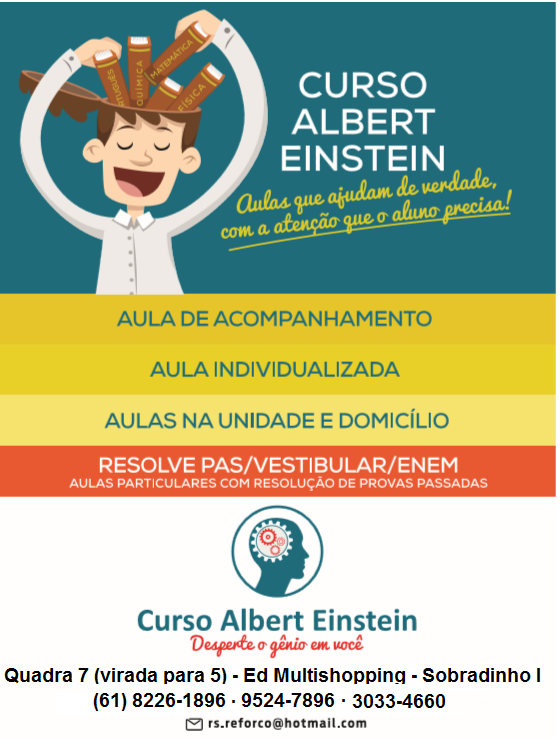 PORTUGUÊS
QUÍMICA
MATEMÁTICA
FÍSICA
CURSO
ALBERT
EINSTEIN
Aulas que ajudam de verdade,
com a atenção que o aluno precisa!
AULA DE ACOMPANHAMENTO
AULA INDIVIDUALIZADA
AULAS NA UNIDADE E DOMICÍLIO
RESOLVE PAS/VESTIBULAR/ENEM
AULAS PARTICULARES COM RESOLUÇÃO DE PROVAS PASSADAS
Curso Albert Einstein
Desperte o gênio em você
Quadra 7 (virada para 5) - Ed Multishopping - Sobradinho I
(61) 8226-1896 · 9524-7896 · 3033-4660
rs.reforco@hotmail.com